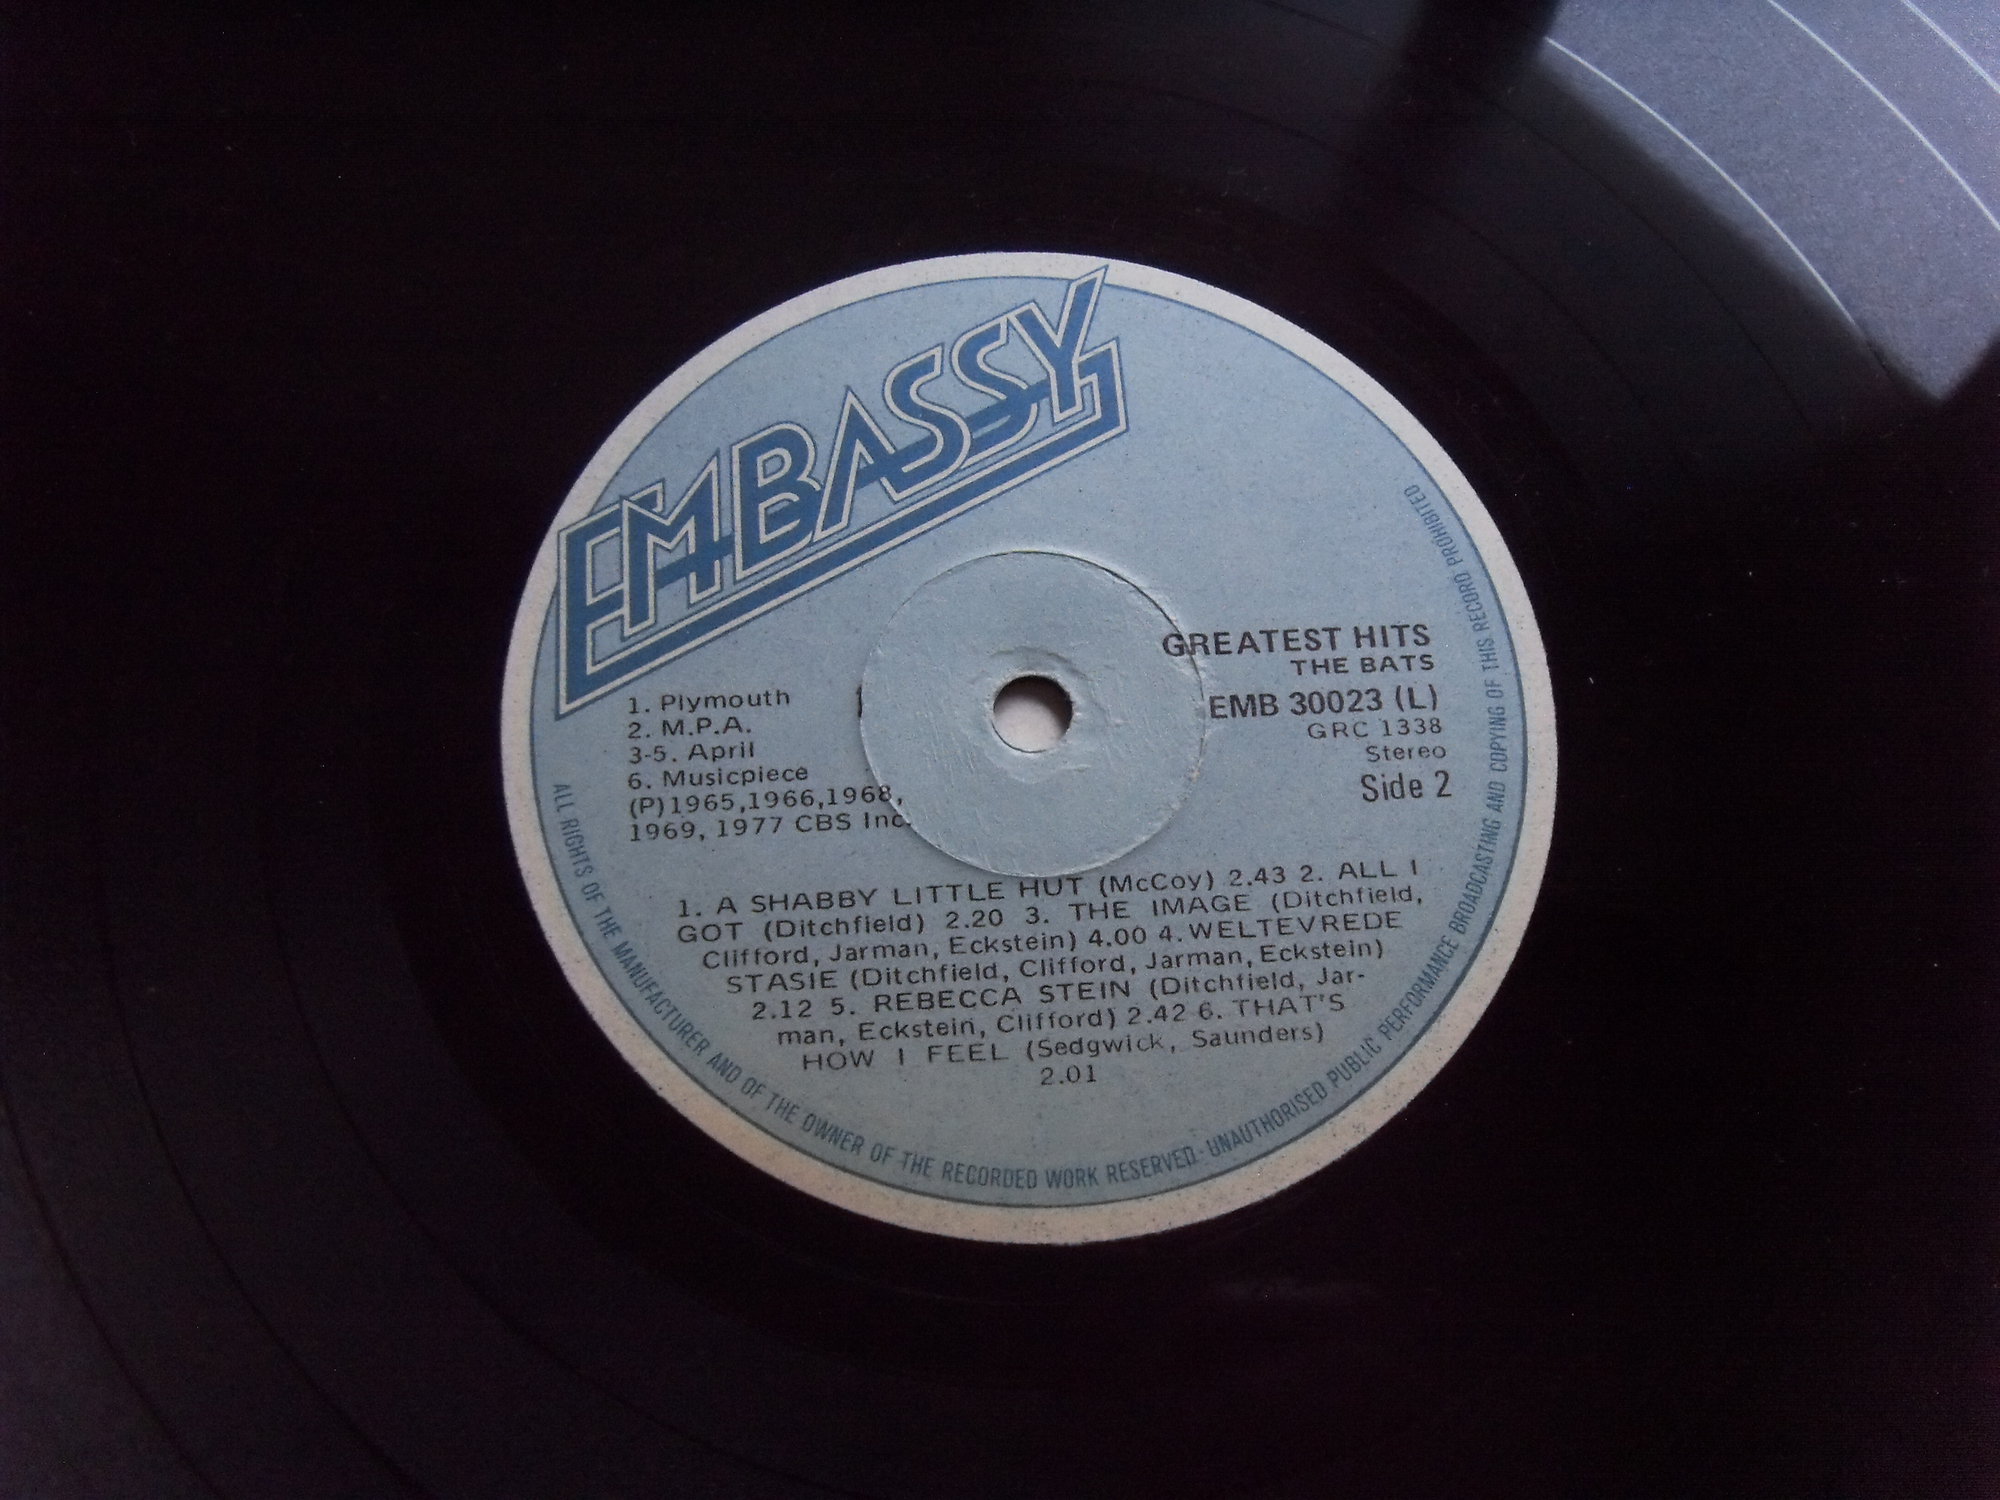 EMBASSY
GREATEST HITS
THE BATS
EMB 30023 (L)
GRC 1338
Stereo
Side 2
1. Plymouth
2. M.P.A.
3-5. April
6. Musicpiece
(P)1965,1966,1968,
1969, 1977 CBS Inc.
1. A SHABBY LITTLE HUT (McCoy) 2.43 2. ALL I
GOT (Ditchfield) 2.20 3. THE IMAGE (Ditchfield,
Clifford, Jarman, Eckstein) 4.00 4. WELTEVREDE
STASIE (Ditchfield, Clifford, Jarman, Eckstein)
2.12 5. REBECCA STEIN (Ditchfield, Jar-
man, Eckstein, Clifford) 2.42 6. THAT'S
HOW I FEEL (Sedgwick, Saunders)
2.01
ALL RIGHTS OF THE MANUFACTURER AND OF THE OWNER OF THE RECORDED WORK RESERVED · UNAUTHORISED PUBLIC PERFORMANCE BROADCASTING AND COPYING OF THIS RECORD PROHIBITED